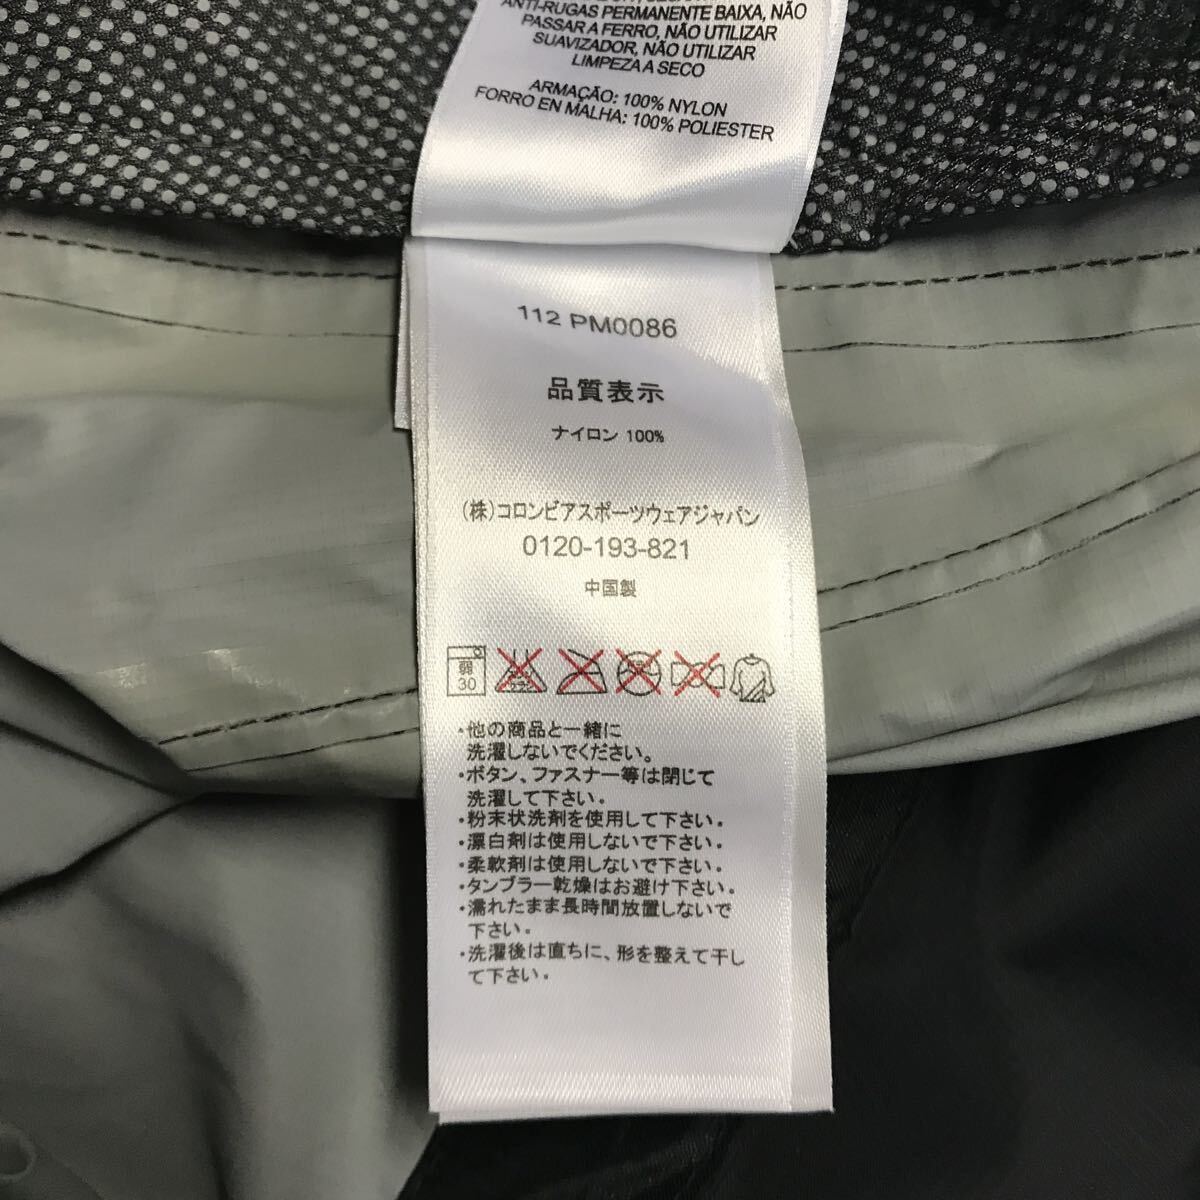 ANTI-RUGAS PERMANENTE BAIXA, NÃO
PASSAR A FERRO, NÃO UTILIZAR
SUAVIZADOR, NÃO UTILIZAR
LIMPEZA A SECO
ARMAÇÃO: 100% NYLON
FORRO EN MALHA: 100% POLIESTER
112 PM0086
品質表示
ナイロン 100%
(株)コロンビアスポーツウェアジャパン
0120-193-821
中国製
弱
30
・他の商品と一緒に
洗濯しないでください。
・ボタン、ファスナー等は閉じて
洗濯して下さい。
・粉末状洗剤を使用して下さい。
・漂白剤は使用しないで下さい。
・柔軟剤は使用しないで下さい。
・タンブラー乾燥はお避け下さい。
・濡れたまま長時間放置しないで
下さい。
・洗濯後は直ちに、形を整えて干し
て下さい。